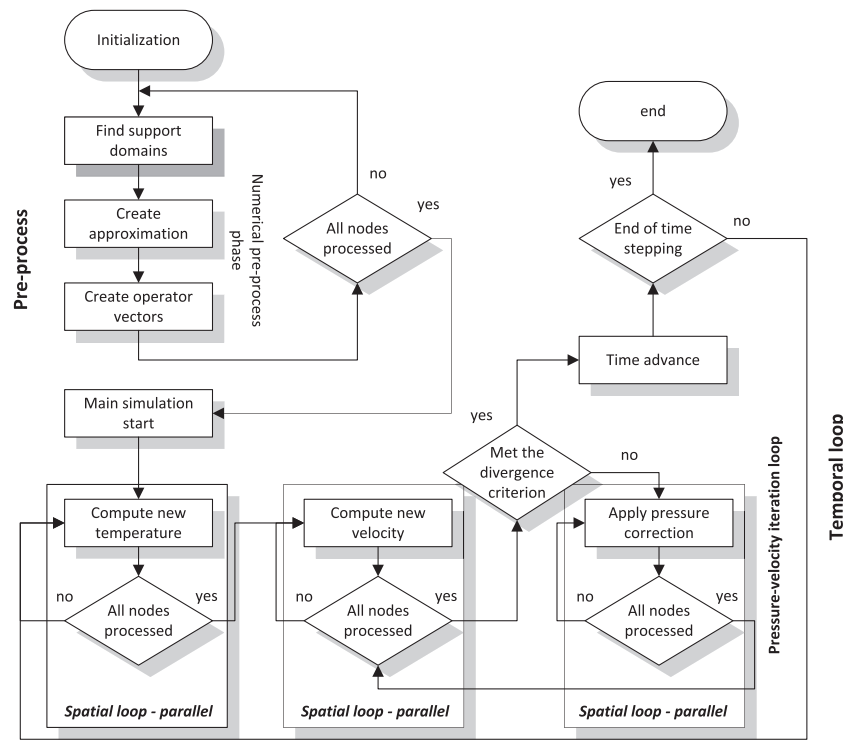 Initialization
Find support
domains
Create
approximation
Create operator
vectors
Numerical pre-process
phase
Pre-process
no
yes
All nodes
processed
Main simulation
start
end
yes
no
End of time
stepping
Time advance
yes
no
Met the
divergence
criterion
Compute new
temperature
no
yes
All nodes
processed
Spatial loop - parallel
Compute new
velocity
no
yes
All nodes
processed
Spatial loop - parallel
Apply pressure
correction
no
yes
All nodes
processed
Spatial loop - parallel
Pressure-velocity iteration loop
Temporal loop